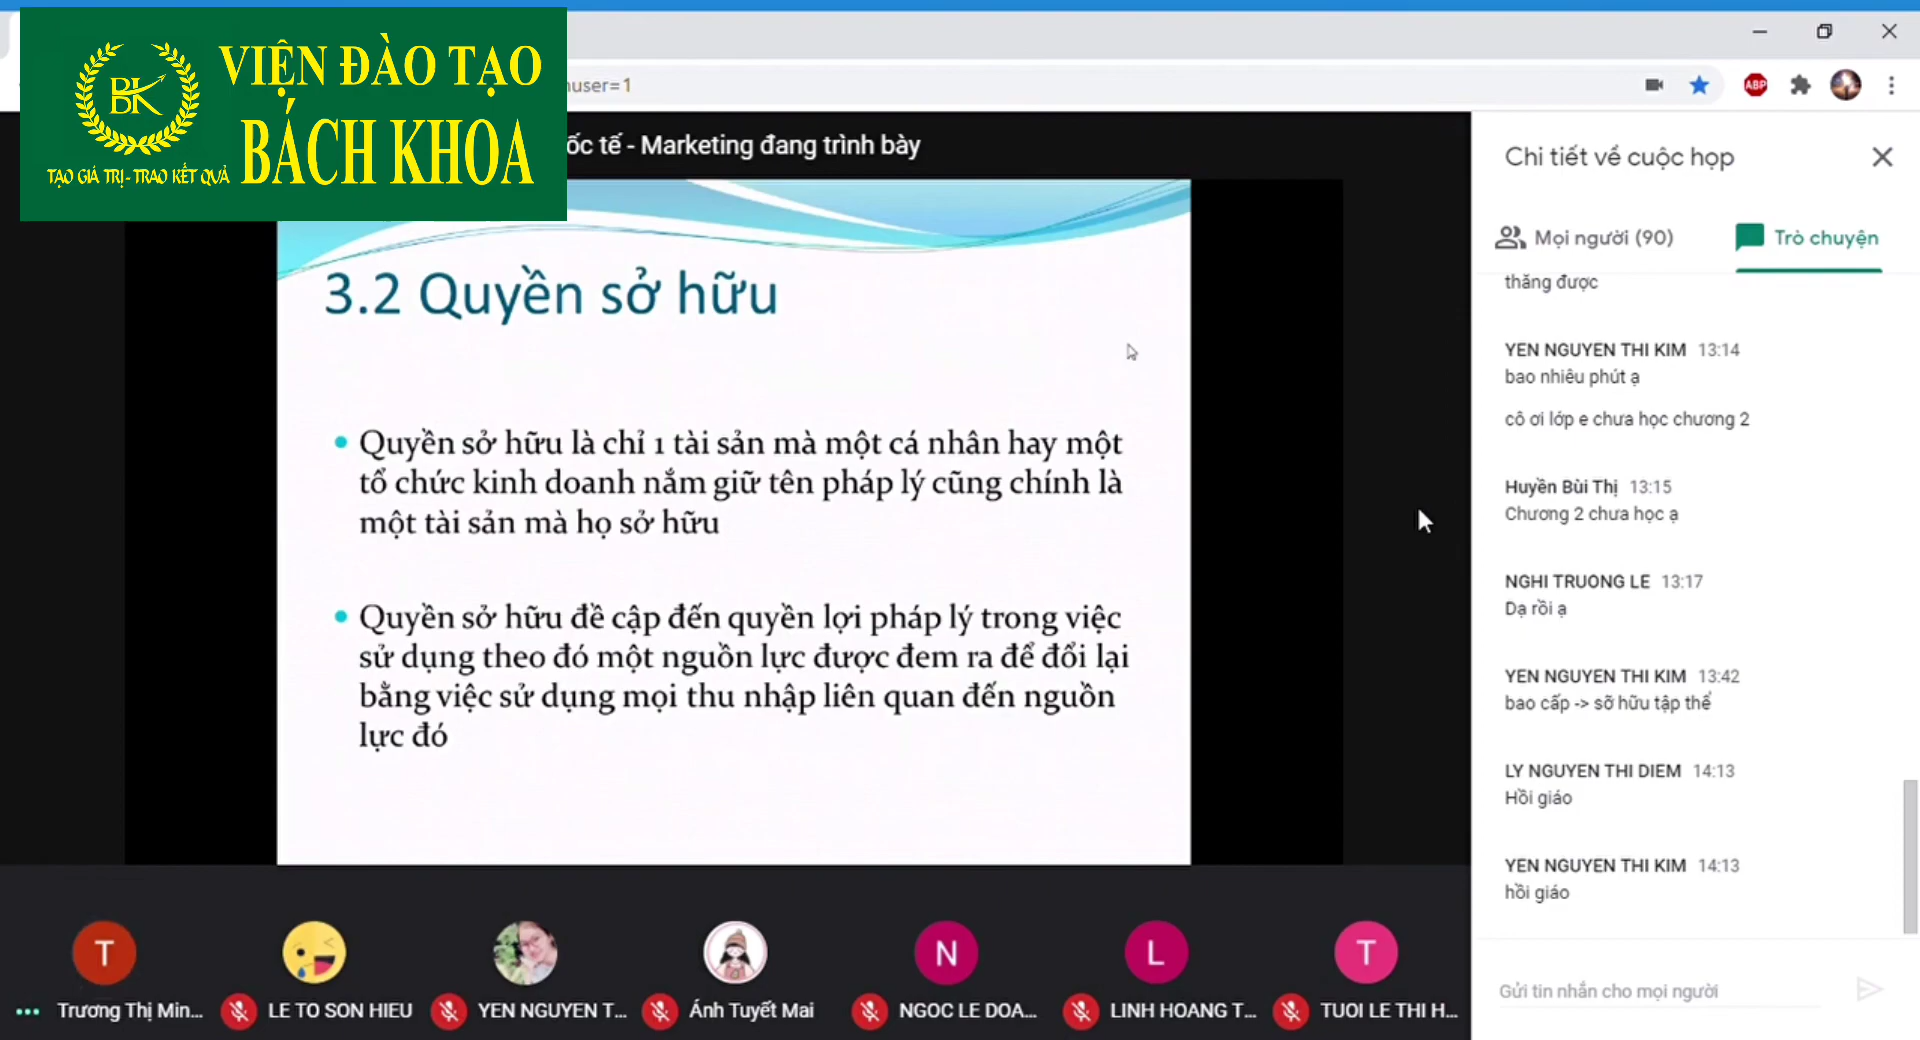 BK
VIỆN ĐÀO TẠO
BÁCH KHOA
TẠO GIÁ TRỊ - TRAO KẾT QUẢ
user=1
ABP
ốc tế - Marketing đang trình bày
3.2 Quyền sở hữu
Quyền sở hữu là chỉ 1 tài sản mà một cá nhân hay một
tổ chức kinh doanh nắm giữ tên pháp lý cũng chính là
một tài sản mà họ sở hữu
Quyền sở hữu đề cập đến quyền lợi pháp lý trong việc
sử dụng theo đó một nguồn lực được đem ra để đổi lại
bằng việc sử dụng mọi thu nhập liên quan đến nguồn
lực đó
Chi tiết về cuộc họp
Mọi người (90)
Trò chuyện
thăng được
YEN NGUYEN THI KIM 13:14
bao nhiêu phút ạ
cô ơi lớp e chưa học chương 2
Huyền Bùi Thị 13:15
Chương 2 chưa học ạ
NGHI TRUONG LE 13:17
Dạ rồi ạ
YEN NGUYEN THI KIM 13:42
bao cấp -> sỡ hữu tập thể
LY NGUYEN THI DIEM 14:13
Hồi giáo
YEN NGUYEN THI KIM 14:13
hồi giáo
Gửi tin nhắn cho mọi người
T
N
L
T
Trương Thị Min...
LE TO SON HIEU
YEN NGUYEN T...
Ánh Tuyết Mai
NGOC LE DOA...
LINH HOANG T...
TUOI LE THI H...